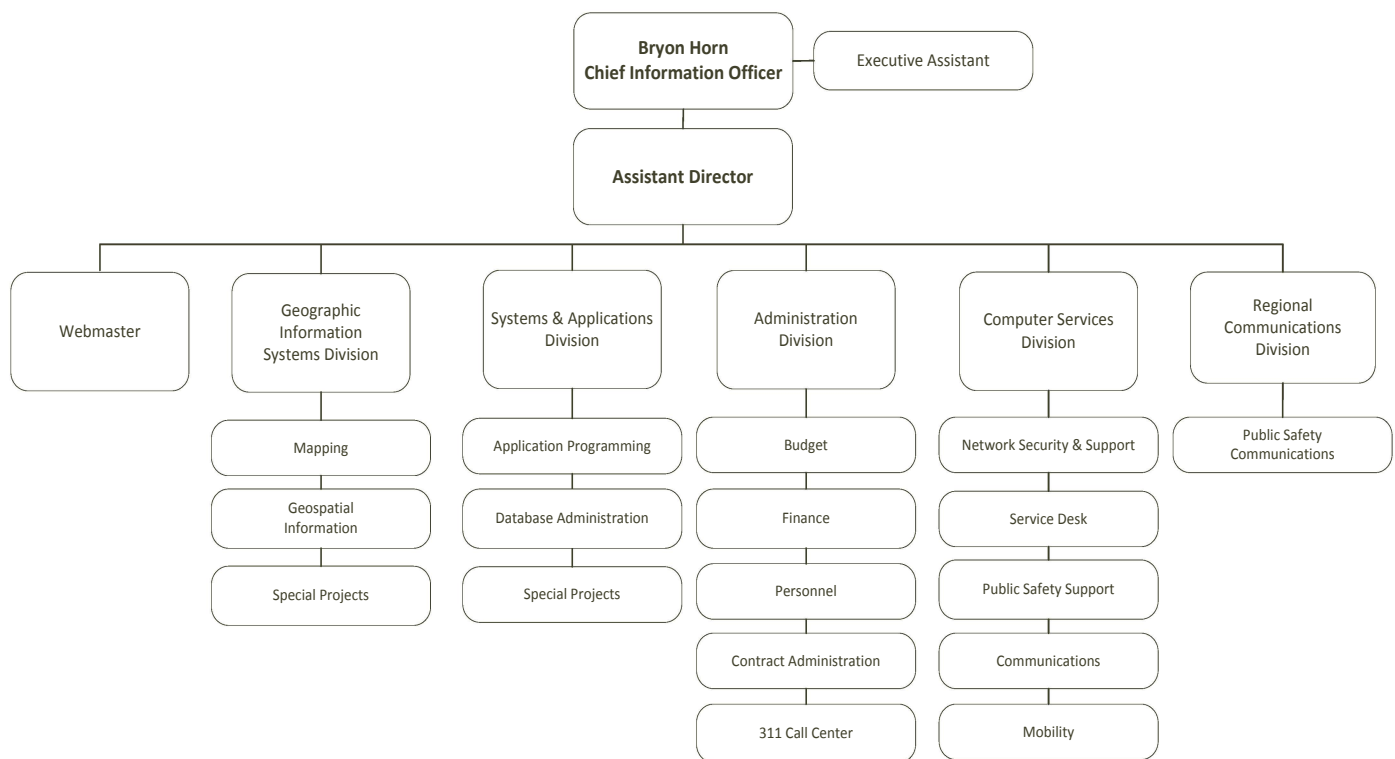 Bryon Horn
Chief Information Officer
Executive Assistant
Assistant Director
Webmaster
Geographic
Information
Systems Division
Systems & Applications
Division
Administration
Division
Computer Services
Division
Regional
Communications
Division
Mapping
Geospatial
Information
Special Projects
Application Programming
Database Administration
Special Projects
Budget
Finance
Personnel
Contract Administration
311 Call Center
Network Security & Support
Service Desk
Public Safety Support
Communications
Mobility
Public Safety
Communications